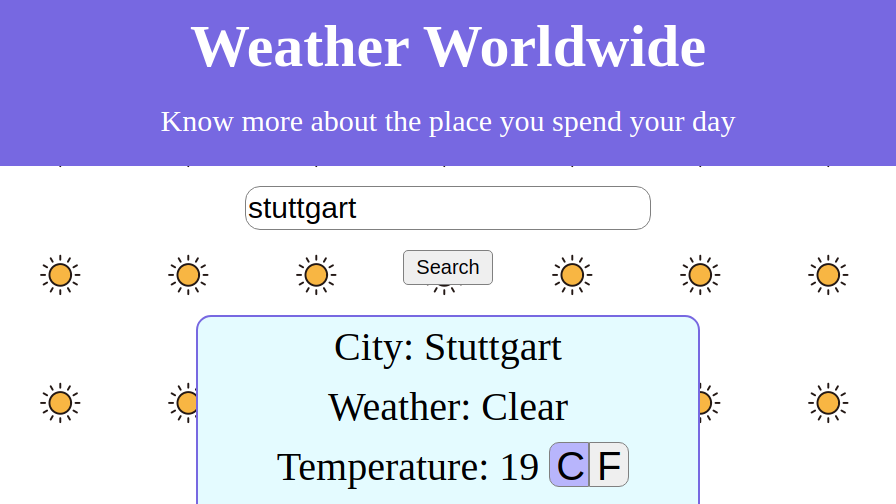 Weather Worldwide
Know more about the place you spend your day
stuttgart
Search
City: Stuttgart
Weather: Clear
Temperature: 19 C F